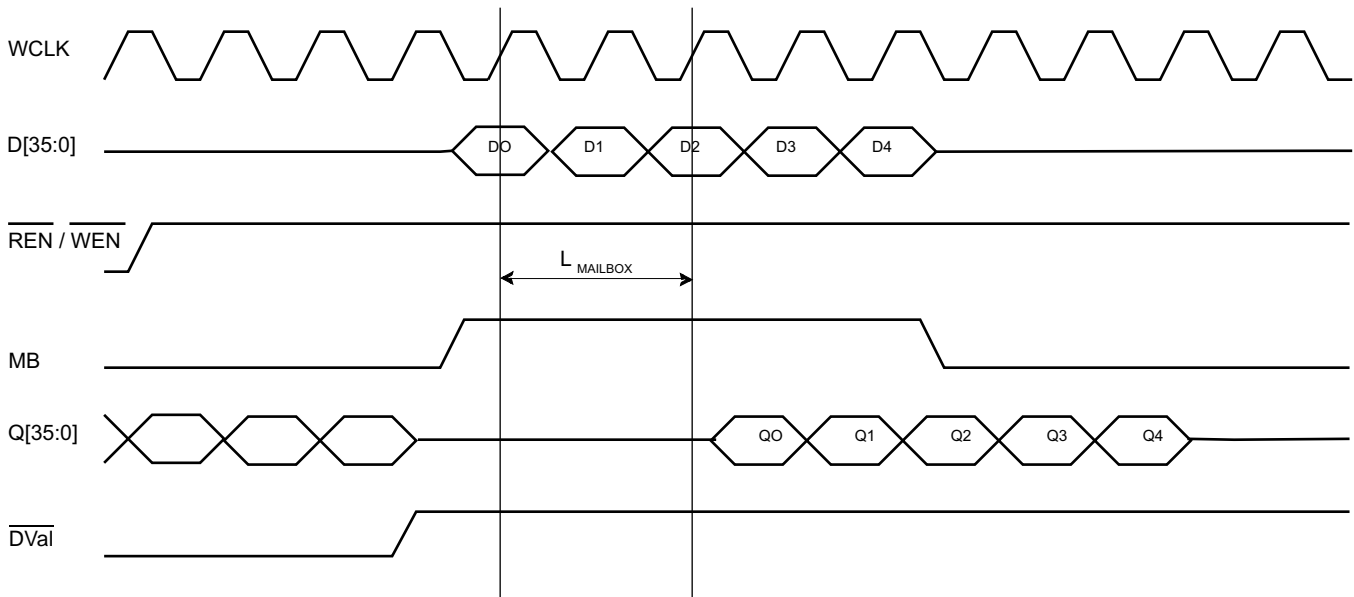 WCLK
D[35:0]
DO D1 D2 D3 D4
REN / WEN
L MAILBOX
MB
Q[35:0]
QO Q1 Q2 Q3 Q4
DVal